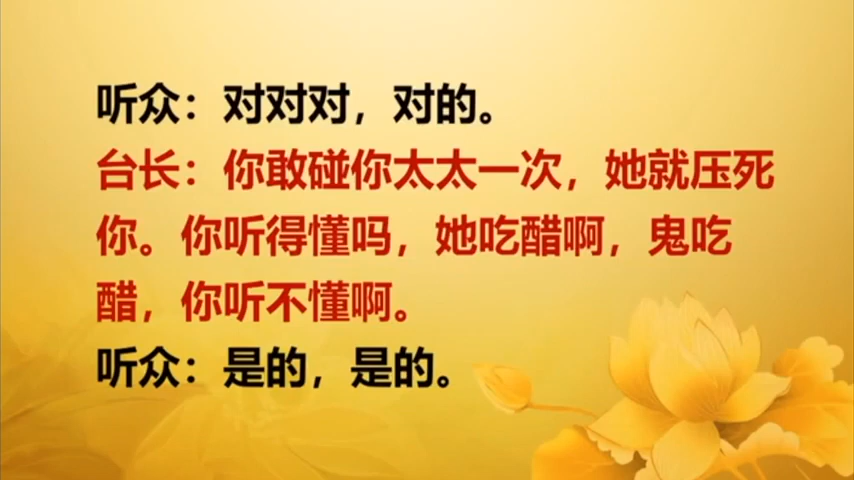 听众：对对对，对的。
台长：你敢碰你太太一次，她就压死
你。你听得懂吗，她吃醋啊，鬼吃
醋，你听不懂啊。
听众：是的，是的。